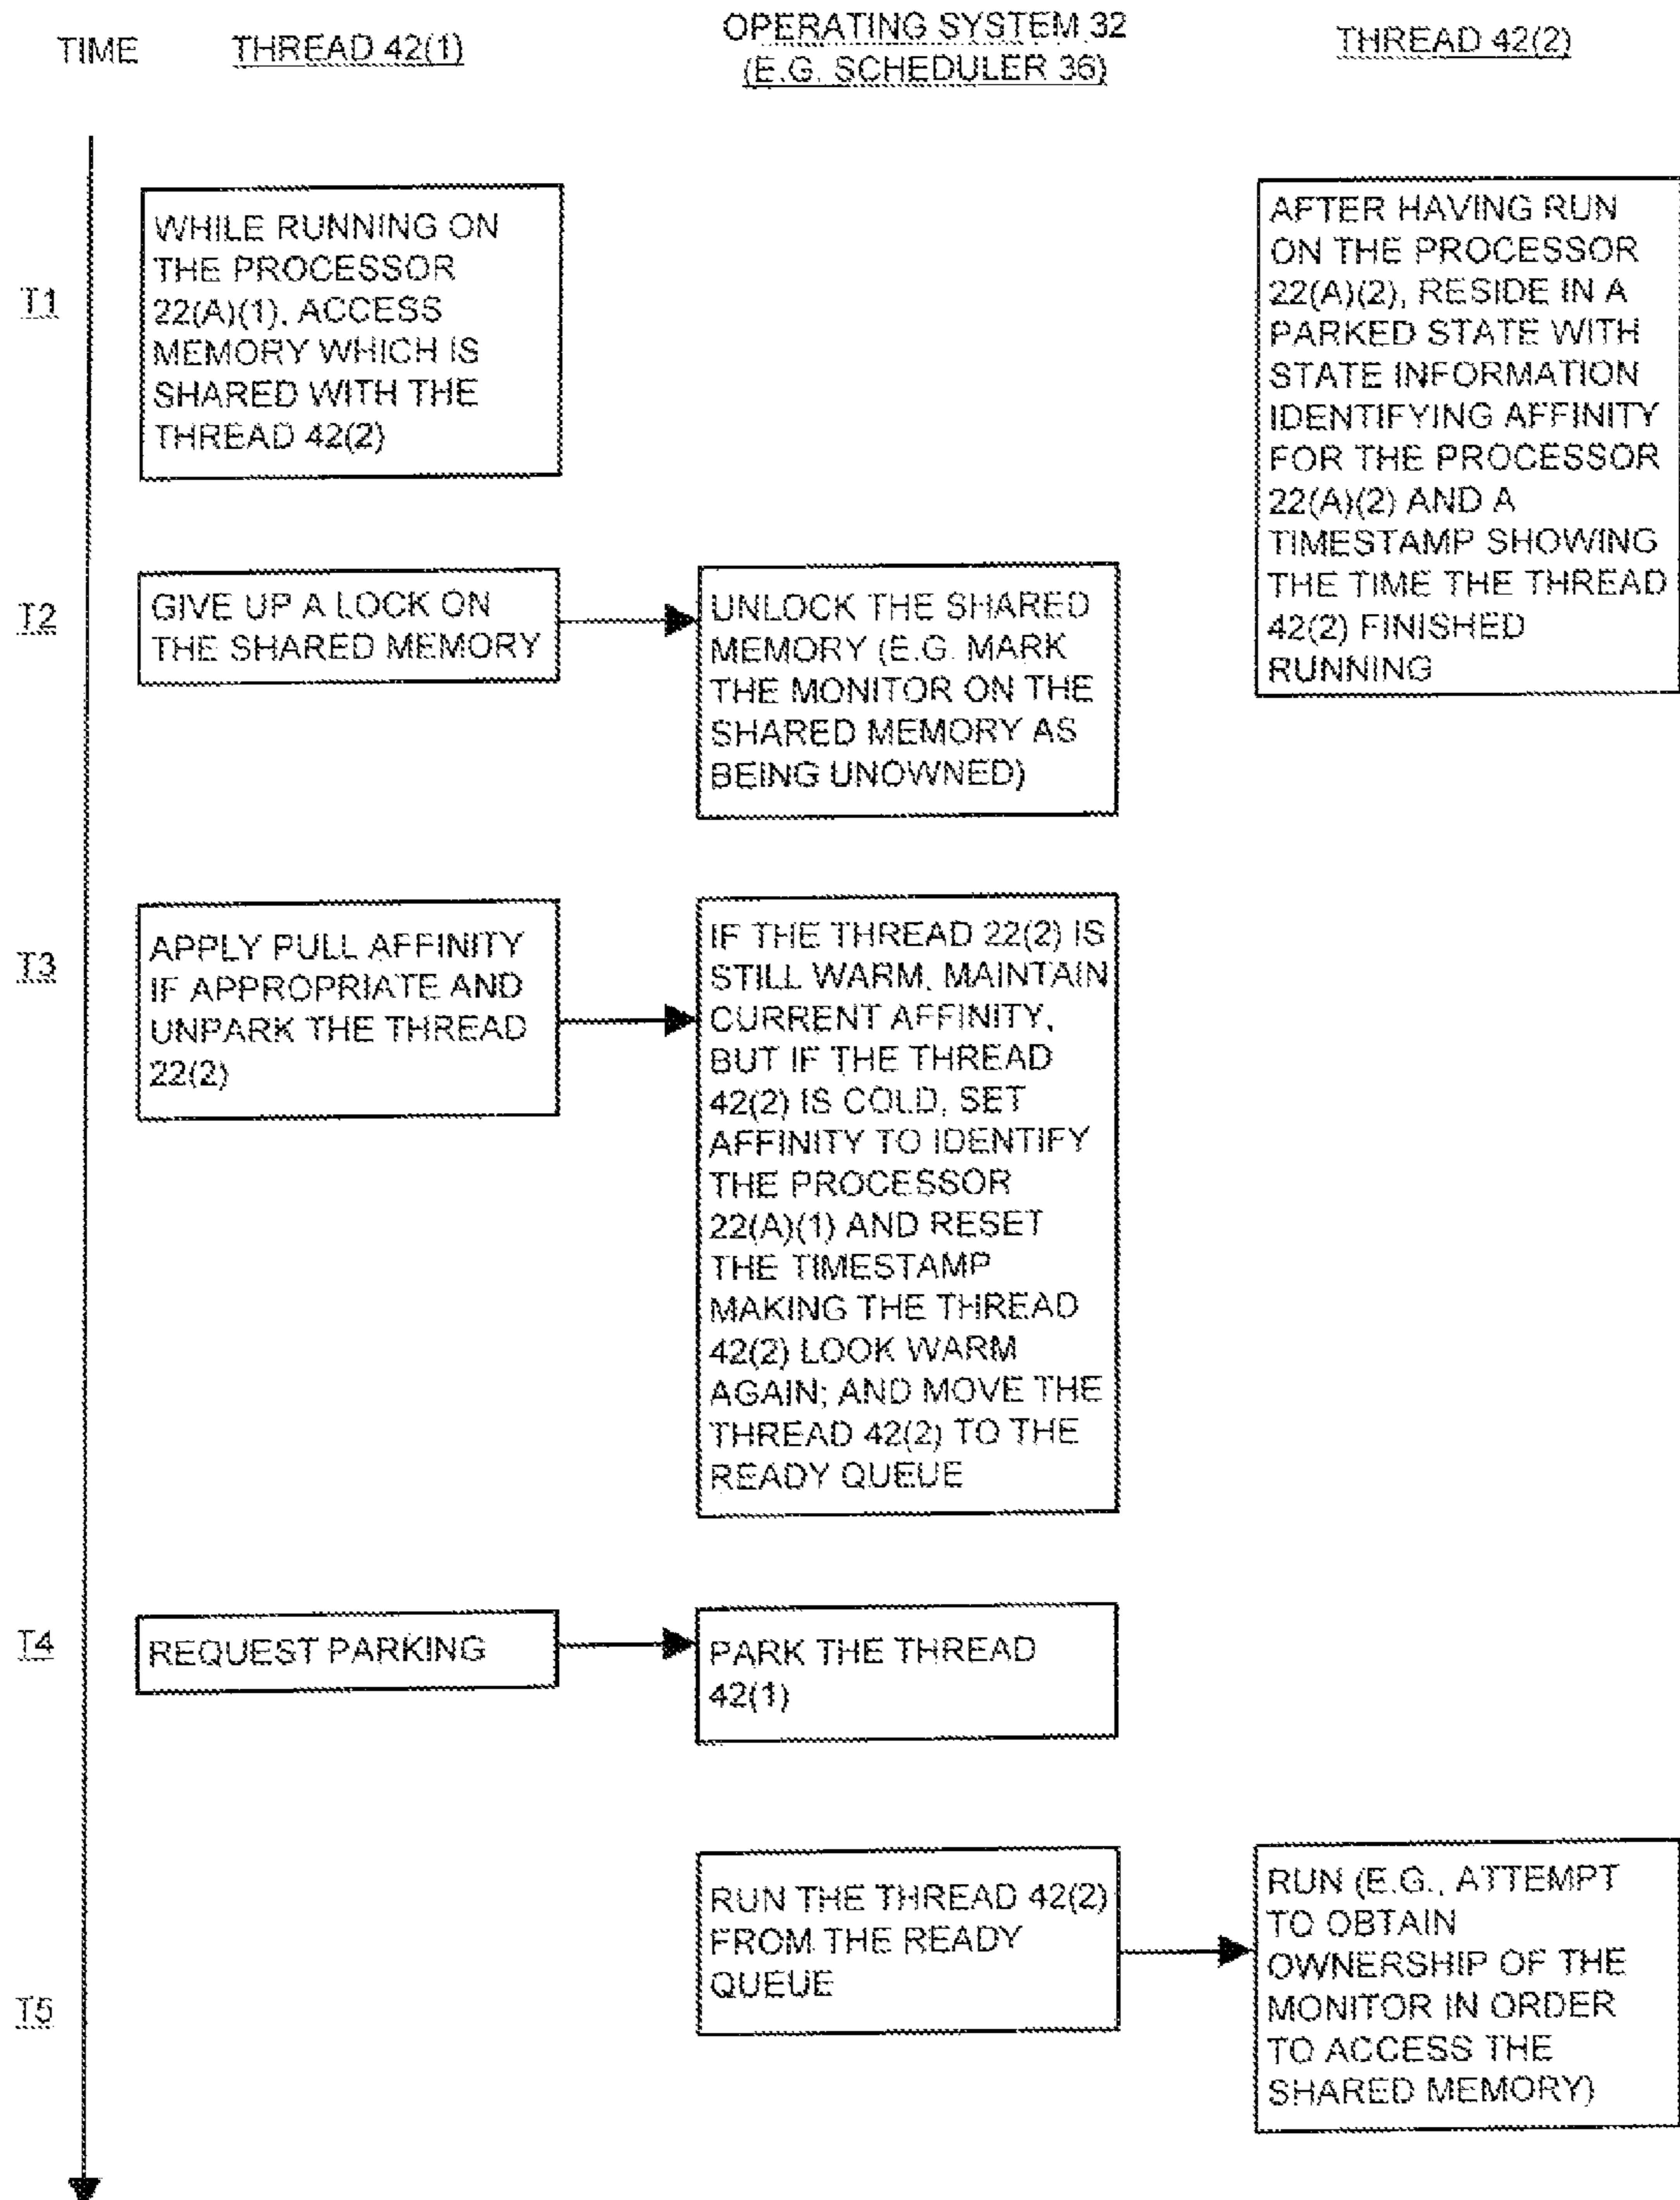 TIME
THREAD 42(1)
OPERATING SYSTEM 32
(E.G. SCHEDULER 36)
THREAD 42(2)
T1
WHILE RUNNING ON
THE PROCESSOR
22(A)(1), ACCESS
MEMORY WHICH IS
SHARED WITH THE
THREAD 42(2)
AFTER HAVING RUN
ON THE PROCESSOR
22(A)(2), RESIDE IN A
PARKED STATE WITH
STATE INFORMATION
IDENTIFYING AFFINITY
FOR THE PROCESSOR
22(A)(2) AND A
TIMESTAMP SHOWING
THE TIME THE THREAD
42(2) FINISHED
RUNNING
T2
GIVE UP A LOCK ON
THE SHARED MEMORY
UNLOCK THE SHARED
MEMORY (E.G. MARK
THE MONITOR ON THE
SHARED MEMORY AS
BEING UNOWNED)
T3
APPLY PULL AFFINITY
IF APPROPRIATE AND
UNPARK THE THREAD
22(2)
IF THE THREAD 22(2) IS
STILL WARM, MAINTAIN
CURRENT AFFINITY,
BUT IF THE THREAD
42(2) IS COLD, SET
AFFINITY TO IDENTIFY
THE PROCESSOR
22(A)(1) AND RESET
THE TIMESTAMP
MAKING THE THREAD
42(2) LOOK WARM
AGAIN; AND MOVE THE
THREAD 42(2) TO THE
READY QUEUE
T4
REQUEST PARKING
PARK THE THREAD
42(1)
T5
RUN THE THREAD 42(2)
FROM THE READY
QUEUE
RUN (E.G., ATTEMPT
TO OBTAIN
OWNERSHIP OF THE
MONITOR IN ORDER
TO ACCESS THE
SHARED MEMORY)